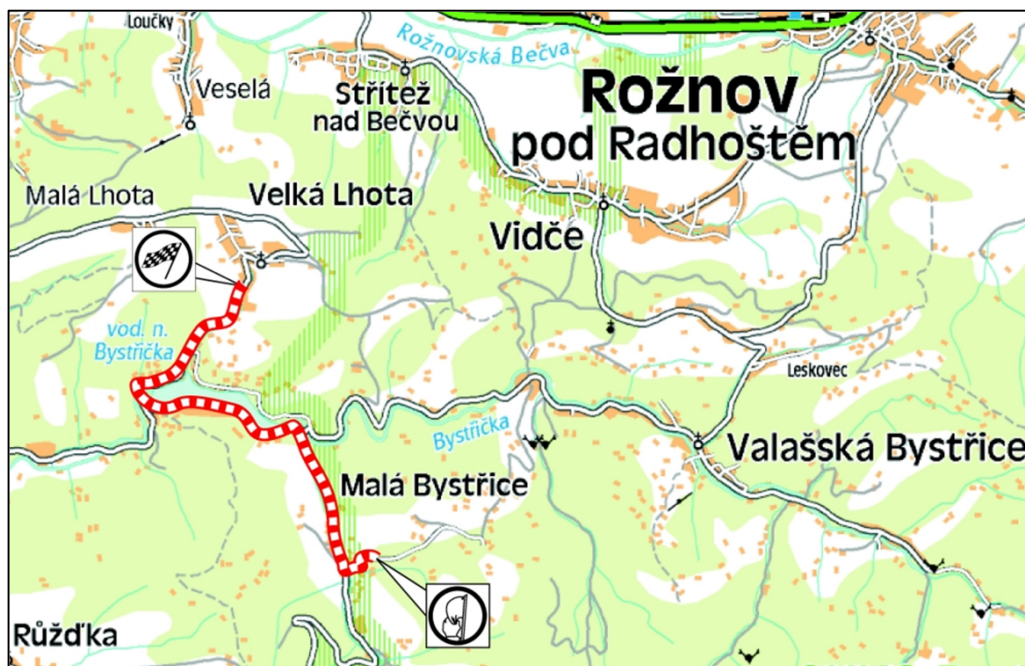 Loučky
Rožnovská Bečva
Veselá
Střítež
nad Bečvou
Rožnov
pod Radhoštěm
Malá Lhota
Velká Lhota
Vidče
vod. n.
Bystřička
Leskovec
Bystřička
Valašská Bystřice
Malá Bystřice
Růžďka